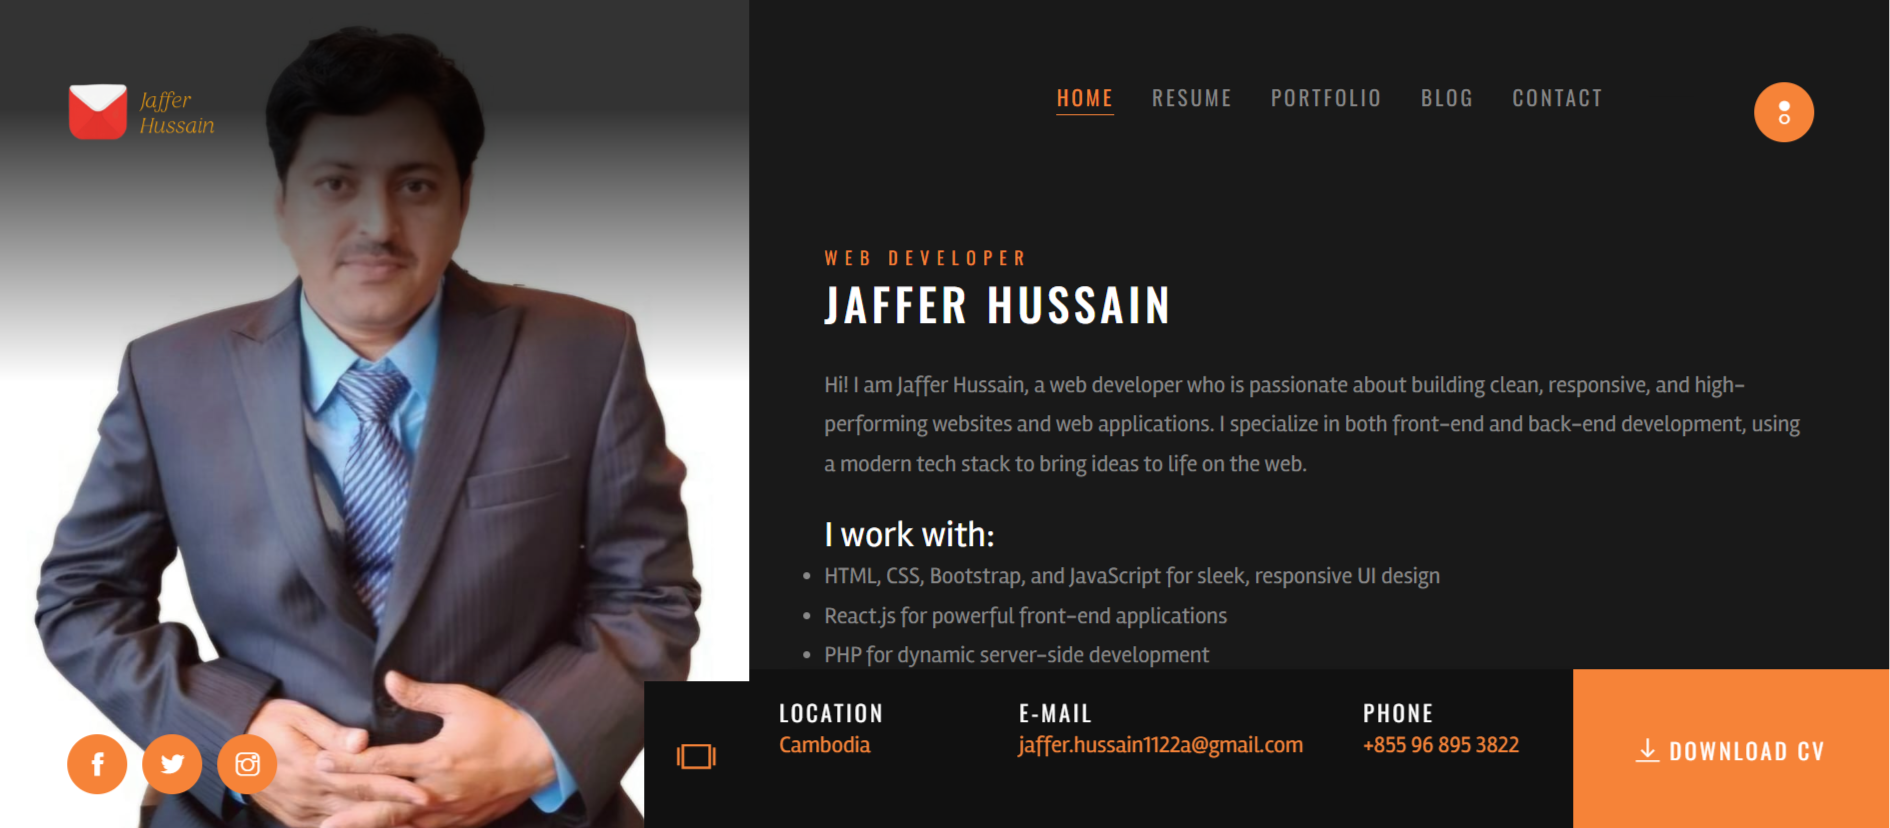 Jaffer
Hussain
HOME RESUME PORTFOLIO BLOG CONTACT
WEB DEVELOPER
JAFFER HUSSAIN
Hi! I am Jaffer Hussain, a web developer who is passionate about building clean, responsive, and high-
performing websites and web applications. I specialize in both front-end and back-end development, using
a modern tech stack to bring ideas to life on the web.
I work with:
• HTML, CSS, Bootstrap, and JavaScript for sleek, responsive UI design
• React.js for powerful front-end applications
• PHP for dynamic server-side development
LOCATION
Cambodia
E-MAIL
jaffer.hussain1122a@gmail.com
PHONE
+855 96 895 3822
DOWNLOAD CV